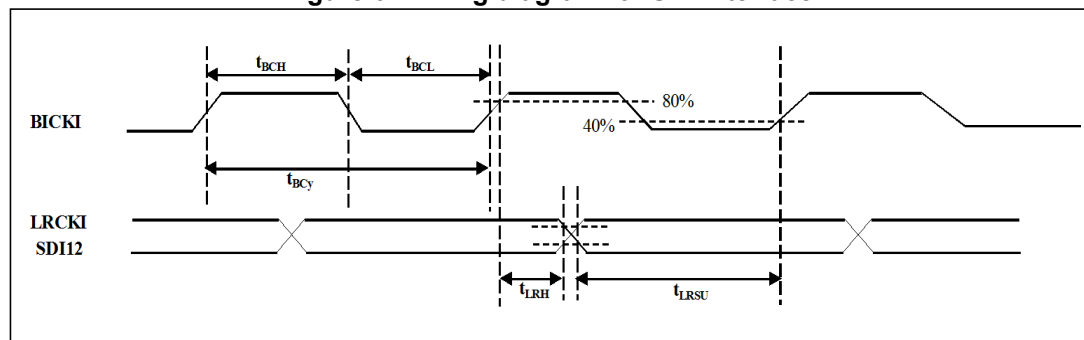 t_BCH
t_BCL
BICKI
80%
40%
t_BCy
LRCKI
SDI12
t_LRH
t_LRSU